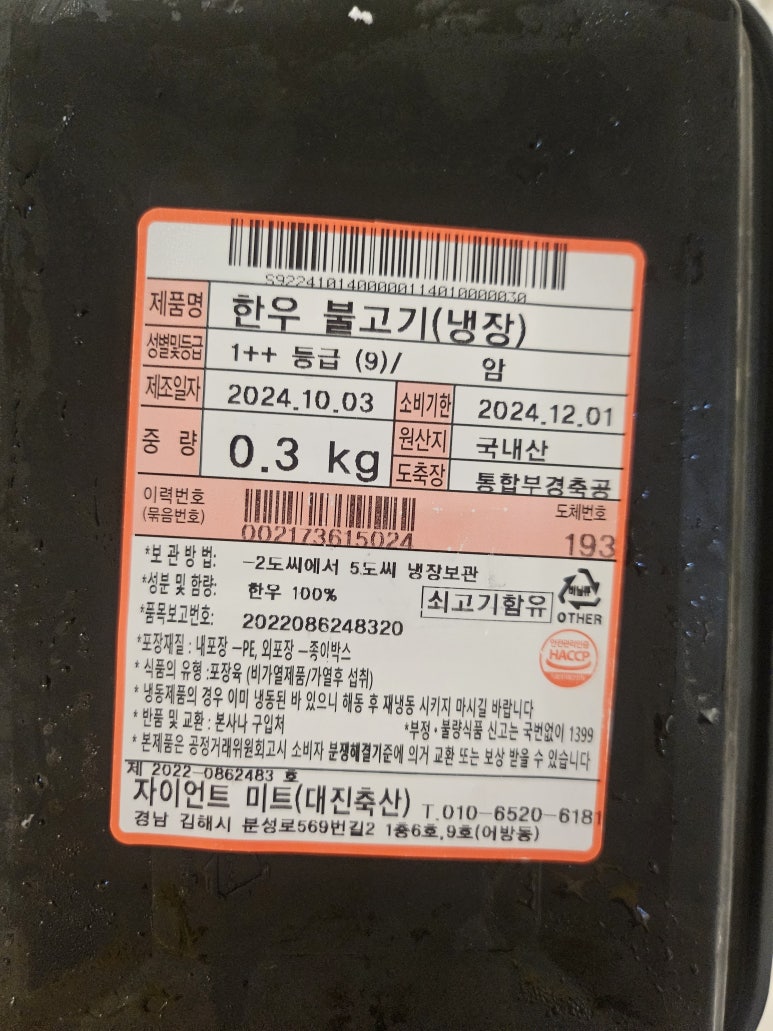 S92241014000001140100000030
제품명 한우 불고기(냉장)
성별및등급 1++ 등급 (9)/ 암
제조일자 2024.10.03 소비기한 2024.12.01
중 량 0.3 kg 원산지 국내산
도축장 통합부경축공
이력번호 (묶음번호) 002173615024 도체번호 193
*보 관 방 법: -2도씨에서 5도씨 냉장보관
*성분 및 함량: 한우 100% 쇠고기함유
*품목보고번호: 2022086248320 OTHER
*포장재질 : 내포장 -PE, 외포장 -종이박스 HACCP
* 식품의 유형 :포장육 (비가열제품/가열후 섭취)
* 냉동제품의 경우 이미 냉동된 바 있으니 해동 후 재냉동 시키지 마시길 바랍니다
* 반품 및 교환 : 본사나 구입처 *부정·불량식품 신고는 국번없이 1399
* 본제품은 공정거래위원회고시 소비자 분쟁해결기준에 의거 교환 또는 보상 받을 수 있습니다
제 2022-0862483 호
자이언트 미트(대진축산) T.010-6520-6181
경남 김해시 분성로569번길2 1층6호,9호(어방동)